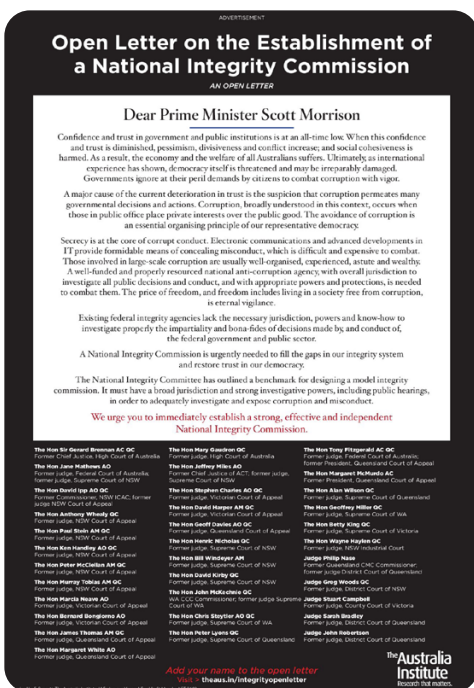 ADVERTISEMENT
Open Letter on the Establishment of
a National Integrity Commission
AN OPEN LETTER
Dear Prime Minister Scott Morrison
Confidence and trust in government and public institutions is at an all-time low. When this confidence
and trust is diminished, pessimism, divisiveness and conflict increase; and social cohesiveness is
harmed. As a result, the economy and the welfare of all Australians suffers. Ultimately, as international
experience has shown, democracy itself is threatened and may be irreparably damaged.
Governments ignore at their peril demands by citizens to combat corruption with vigor.
A major cause of the current deterioration in trust is the suspicion that corruption permeates many
governmental decisions and actions. Corruption, broadly understood in this context, occurs when
those in public office place private interests over the public good. The avoidance of corruption is
an essential organising principle of our representative democracy.
Secrecy is at the core of corrupt conduct. Electronic communications and advanced developments in
IT provide formidable means of concealing misconduct, which is difficult and expensive to combat.
Those involved in large-scale corruption are usually well-organised, experienced, astute and wealthy.
A well-funded and properly resourced national anti-corruption agency, with overall jurisdiction to
investigate all public decisions and conduct, and with appropriate powers and protections, is needed
to combat them. The price of freedom, and freedom includes living in a society free from corruption,
is eternal vigilance.
Existing federal integrity agencies lack the necessary jurisdiction, powers and know-how to
investigate properly the impartiality and bona-fides of decisions made by, and conduct of,
the federal government and public sector.
A National Integrity Commission is urgently needed to fill the gaps in our integrity system
and restore trust in our democracy.
The National Integrity Committee has outlined a benchmark for designing a model integrity
commission. It must have a broad jurisdiction and strong investigative powers, including public hearings,
in order to adequately investigate and expose corruption and misconduct.
We urge you to immediately establish a strong, effective and independent
National Integrity Commission.
The Hon Sir Gerard Brennan AC QC
Former Chief Justice, High Court of Australia
The Hon Jane Mathews AO
Former judge, Federal Court of Australia;
former judge, Supreme Court of NSW
The Hon David Ipp AO QC
Former Commissioner, NSW ICAC; former
judge NSW Court of Appeal
The Hon Anthony Whealy QC
Former judge, NSW Court of Appeal
The Hon Paul Stein AM QC
Former judge, NSW Court of Appeal
The Hon Ken Handley AO QC
Former judge, NSW Court of Appeal
The Hon Peter McClellan AM QC
Former judge, NSW Court of Appeal
The Hon Murray Tobias AM QC
Former judge, NSW Court of Appeal
The Hon Marcia Neave AO
Former judge, Victorian Court of Appeal
The Hon Bernard Bongiorno AO
Former judge, Victorian Court of Appeal
The Hon James Thomas AM QC
Former judge, Queensland Court of Appeal
The Hon Margaret White AO
Former judge, Queensland Court of Appeal
The Hon Mary Gaudron QC
Former judge, High Court of Australia
The Hon Jeffrey Miles AO
Former Chief Justice of ACT; former judge,
Supreme Court of NSW
The Hon Stephen Charles AO QC
Former judge, Victorian Court of Appeal
The Hon David Harper AM QC
Former judge, Victorian Court of Appeal
The Hon Geoff Davies AO QC
Former judge, Queensland Court of Appeal
The Hon Henric Nicholas QC
Former judge, Supreme Court of NSW
The Hon Bill Windeyer AM
Former judge, Supreme Court of NSW
The Hon David Kirby QC
Former judge, Supreme Court of NSW
The Hon John McKechnie QC
WA CCC Commissioner; former judge Supreme
Court of WA
The Hon Chris Steytler AO QC
Former judge, Supreme Court of WA
The Hon Peter Lyons QC
Former judge, Supreme Court of Queensland
The Hon Tony Fitzgerald AC QC
Former judge, Federal Court of Australia;
former President, Queensland Court of Appeal
The Hon Margaret McMurdo AC
Former President, Queensland Court of Appeal
The Hon Alan Wilson QC
Former judge, Supreme Court of Queensland
The Hon Geoffrey Miller QC
Former judge, Supreme Court of WA
The Hon Betty King QC
Former judge, Supreme Court of Victoria
The Hon Wayne Haylen QC
Former judge, NSW Industrial Court
Judge Philip Nase
Former Queensland CMC Commissioner;
former judge District Court of Queensland
Judge Greg Woods QC
Former judge, District Court of NSW
Judge Stuart Campbell
Former judge, County Court of Victoria
Judge Sarah Bradley
Former judge, District Court of Queensland
Judge John Robertson
Former judge, District Court of Queensland
Add your name to the open letter
Visit > theaus.in/integrityopenletter
The Australia
Institute
Research that matters.